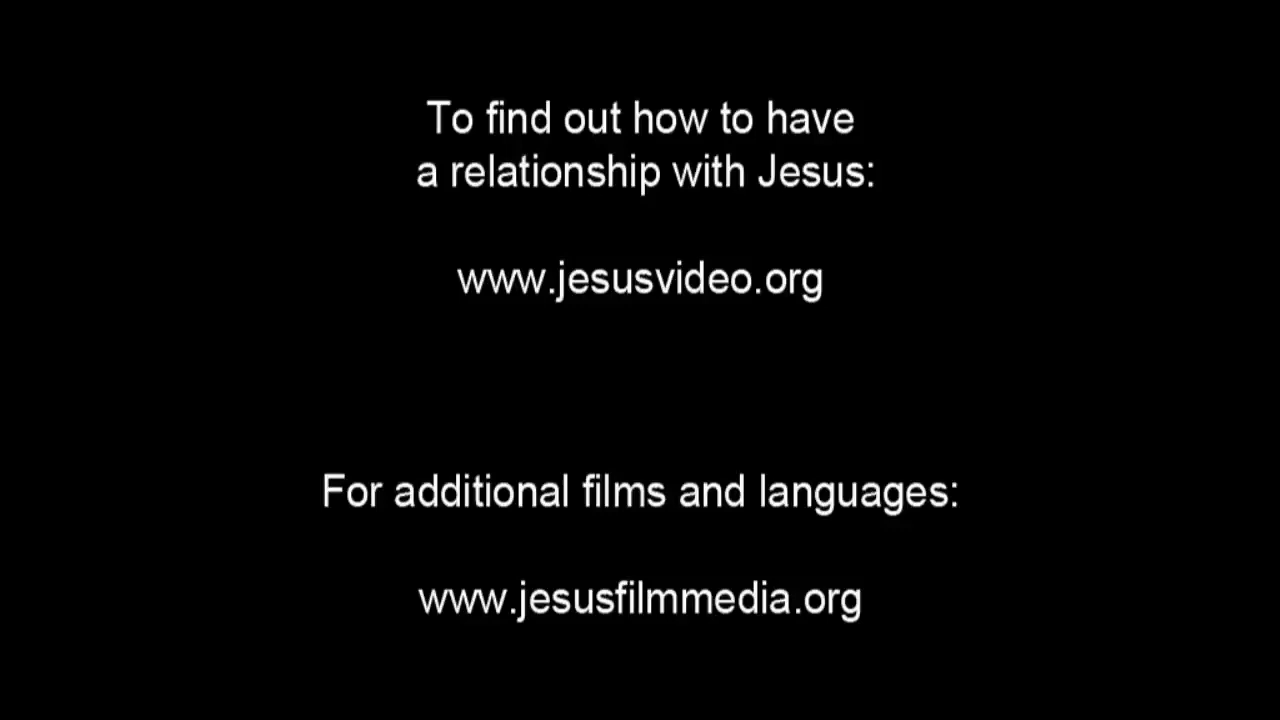 To find out how to have
a relationship with Jesus:
www.jesusvideo.org
For additional films and languages:
www.jesusfilmmedia.org